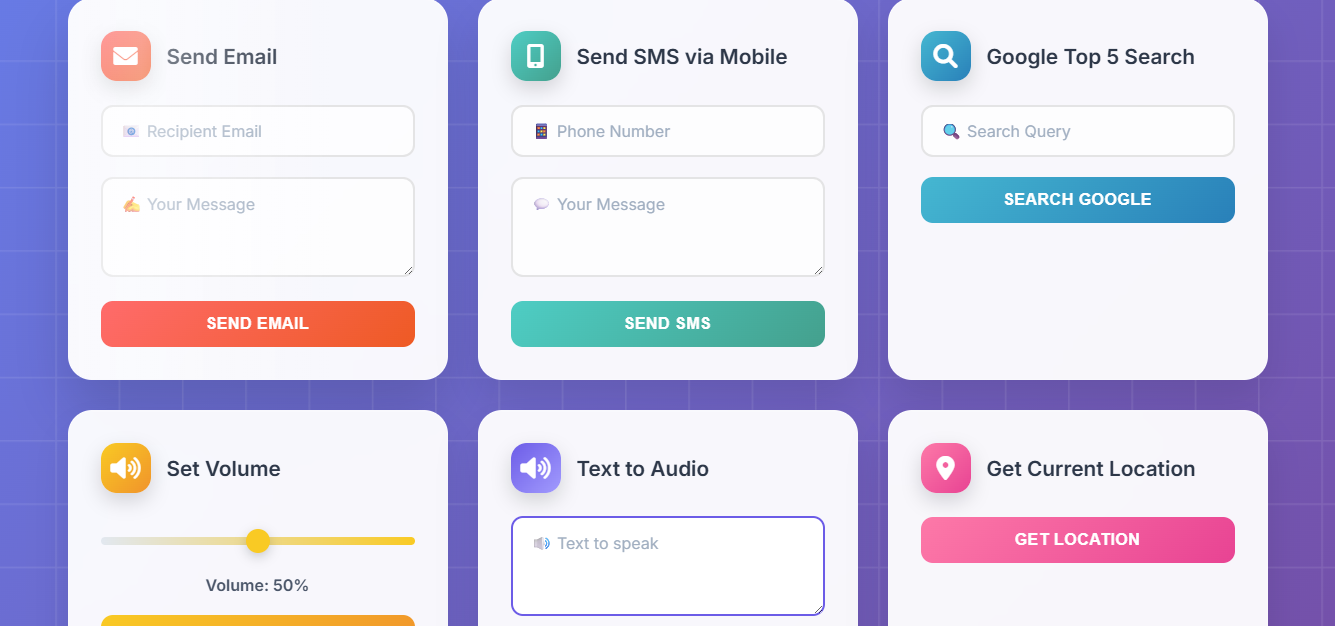 Send Email
Recipient Email
Your Message
SEND EMAIL
Send SMS via Mobile
Phone Number
Your Message
SEND SMS
Google Top 5 Search
Search Query
SEARCH GOOGLE
Set Volume
Volume: 50%
Text to Audio
Text to speak
Get Current Location
GET LOCATION